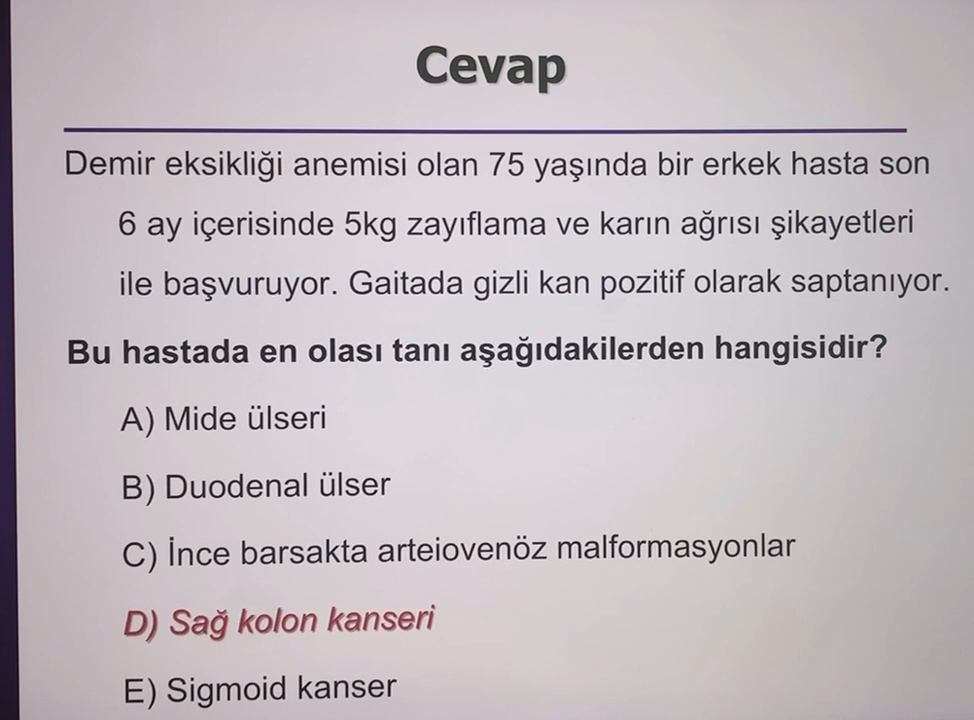 Cevap
Demir eksikliği anemisi olan 75 yaşında bir erkek hasta son
6 ay içerisinde 5kg zayıflama ve karın ağrısı şikayetleri
ile başvuruyor. Gaitada gizli kan pozitif olarak saptanıyor.
Bu hastada en olası tanı aşağıdakilerden hangisidir?
A) Mide ülseri
B) Duodenal ülser
C) İnce barsakta arteiovenöz malformasyonlar
D) Sağ kolon kanseri
E) Sigmoid kanser